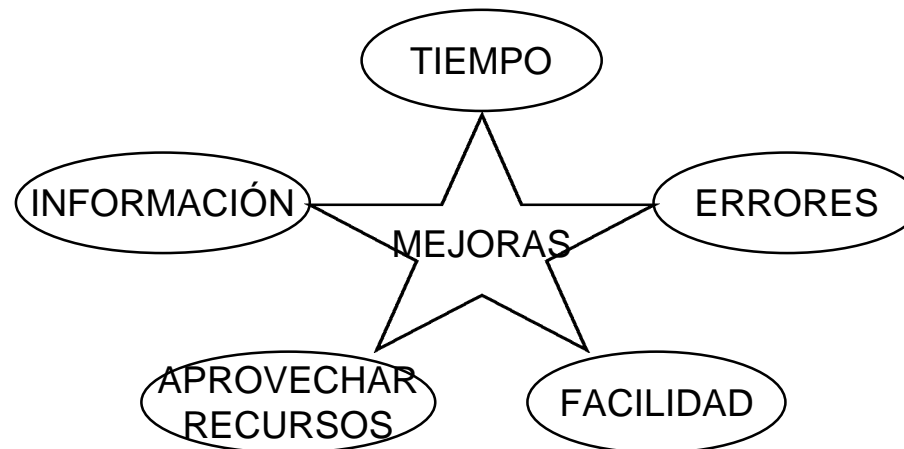 TIEMPO
INFORMACIÓN
ERRORES
MEJORAS
APROVECHAR
RECURSOS
FACILIDAD